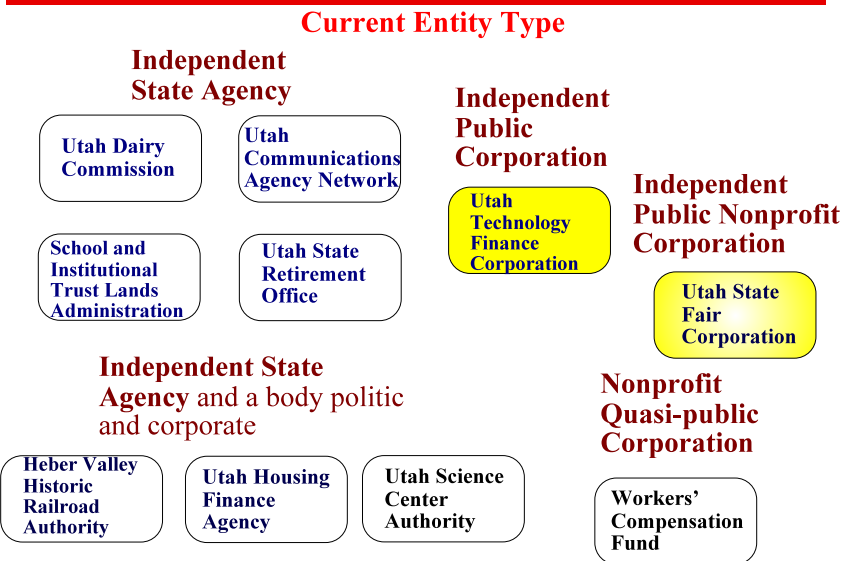 Current Entity Type
Independent
State Agency
Utah Dairy
Commission
Utah
Communications
Agency Network
School and
Institutional
Trust Lands
Administration
Utah State
Retirement
Office
Independent
Public
Corporation
Utah
Technology
Finance
Corporation
Independent
Public Nonprofit
Corporation
Utah State
Fair
Corporation
Independent State
Agency and a body politic
and corporate
Heber Valley
Historic
Railroad
Authority
Utah Housing
Finance
Agency
Utah Science
Center
Authority
Nonprofit
Quasi-public
Corporation
Workers’
Compensation
Fund